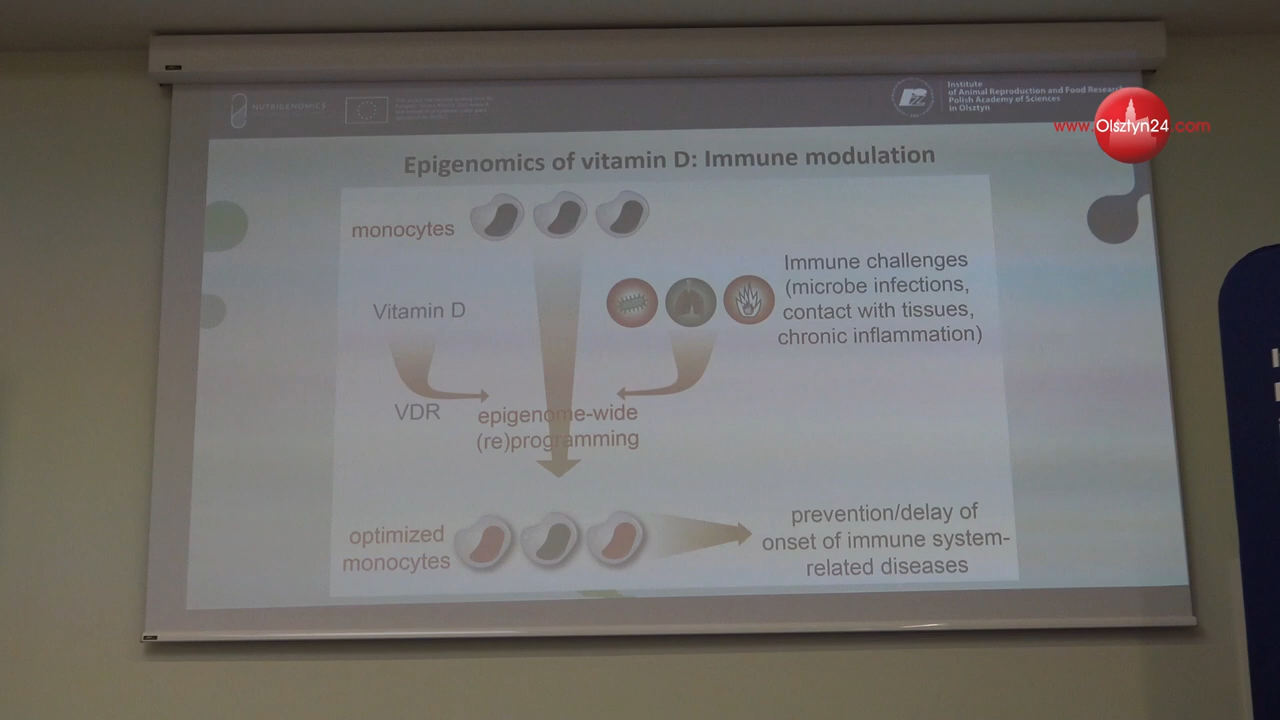 NUTRIGENOMICS
Institute
of Animal Reproduction and Food Research
Polish Academy of Sciences
in Olsztyn
www.Olsztyn24.com
Epigenomics of vitamin D: Immune modulation
monocytes
Immune challenges
(microbe infections,
contact with tissues,
chronic inflammation)
Vitamin D
VDR
epigenome-wide
(re)programming
optimized
monocytes
prevention/delay of
onset of immune system-
related diseases